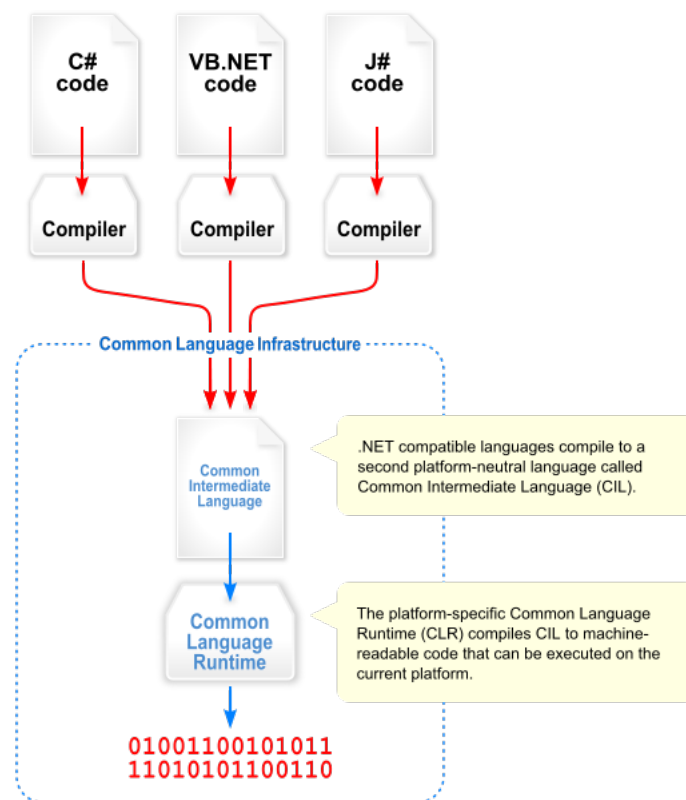 C#
code
VB.NET
code
J#
code
Compiler
Compiler
Compiler
Common Language Infrastructure
Common
Intermediate
Language
.NET compatible languages compile to a
second platform-neutral language called
Common Intermediate Language (CIL).
Common
Language
Runtime
The platform-specific Common Language
Runtime (CLR) compiles CIL to machine-
readable code that can be executed on the
current platform.
01001100101011
11010101100110